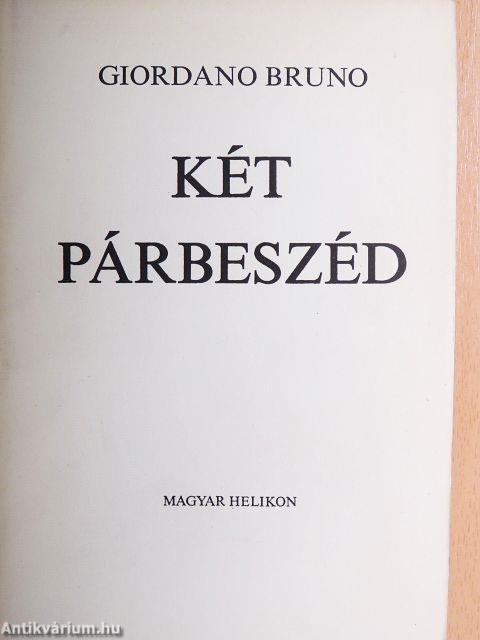 GIORDANO BRUNO
KÉT
PÁRBESZÉD
MAGYAR HELIKON
Antikvárium.hu